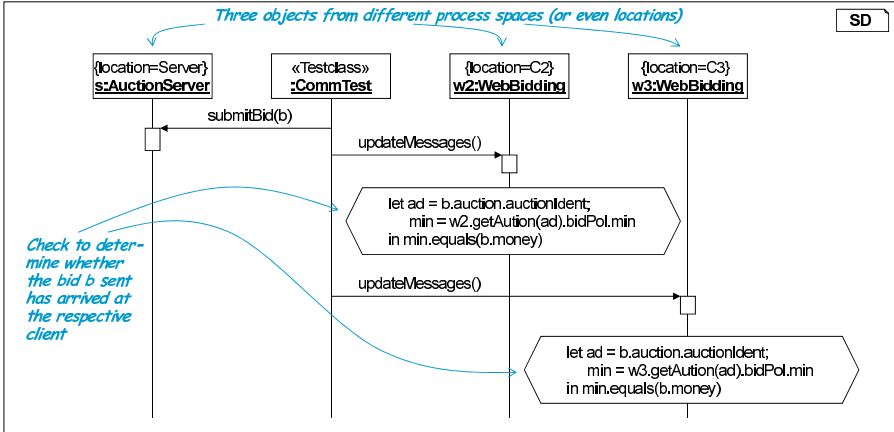 Three objects from different process spaces (or even locations)
SD
{location=Server}
s:AuctionServer
«Testclass»
:CommTest
{location=C2}
w2:WebBidding
{location=C3}
w3:WebBidding
submitBid(b)
updateMessages()
let ad = b.auction.auctionIdent;
min = w2.getAution(ad).bidPol.min
in min.equals(b.money)
Check to deter-
mine whether
the bid b sent
has arrived at
the respective
client
updateMessages()
let ad = b.auction.auctionIdent;
min = w3.getAution(ad).bidPol.min
in min.equals(b.money)